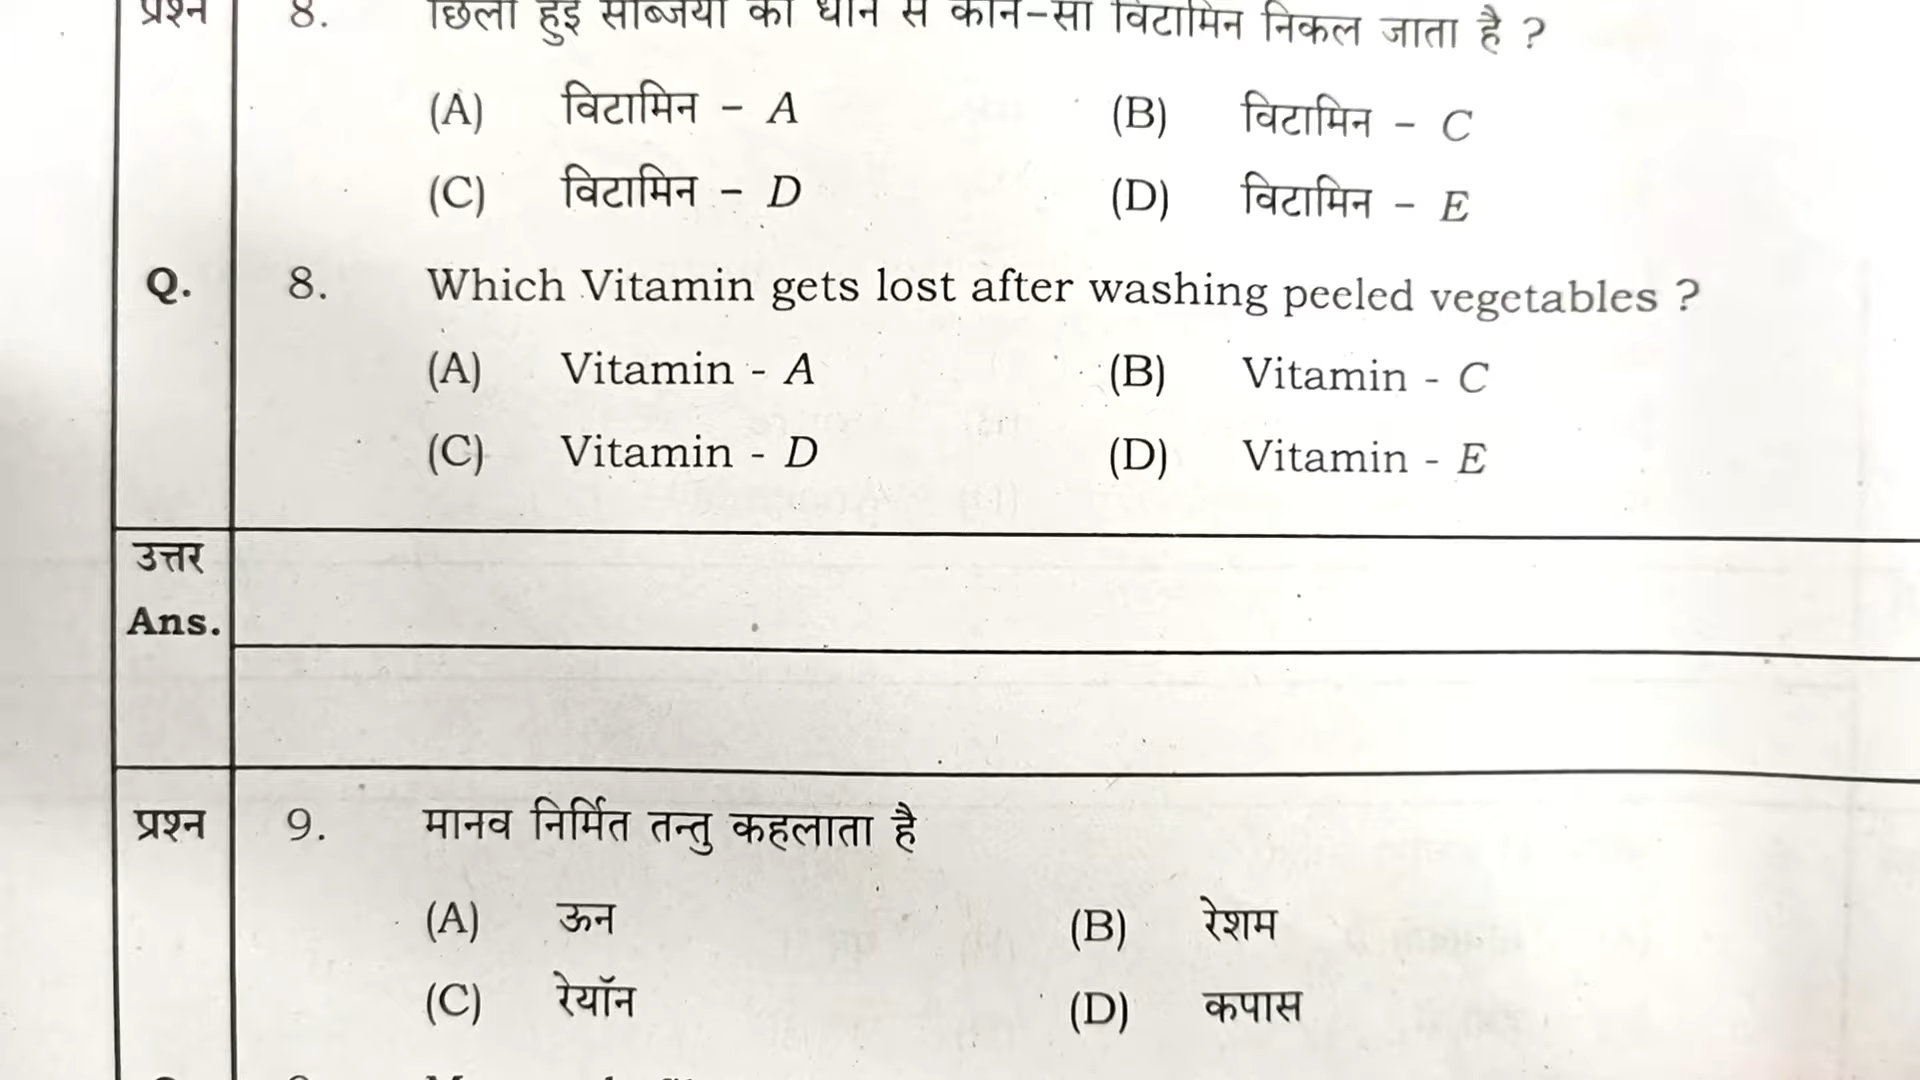 प्रश्न 8. छिली हुई सब्जियों को धोने से कौन-सा विटामिन निकल जाता है ?
(A) विटामिन – A (B) विटामिन – C
(C) विटामिन – D (D) विटामिन – E
Q. 8. Which Vitamin gets lost after washing peeled vegetables ?
(A) Vitamin - A (B) Vitamin - C
(C) Vitamin - D (D) Vitamin - E
उत्तर
Ans.
प्रश्न 9. मानव निर्मित तन्तु कहलाता है
(A) ऊन (B) रेशम
(C) रेयॉन (D) कपास